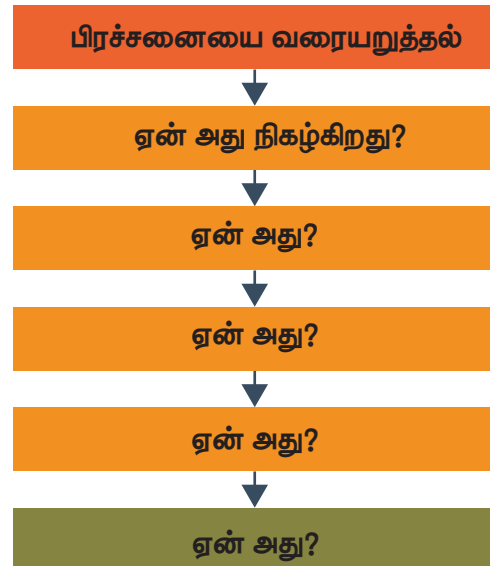 பிரச்சனையை வரையறுத்தல்
ஏன் அது நிகழ்கிறது?
ஏன் அது?
ஏன் அது?
ஏன் அது?
ஏன் அது?